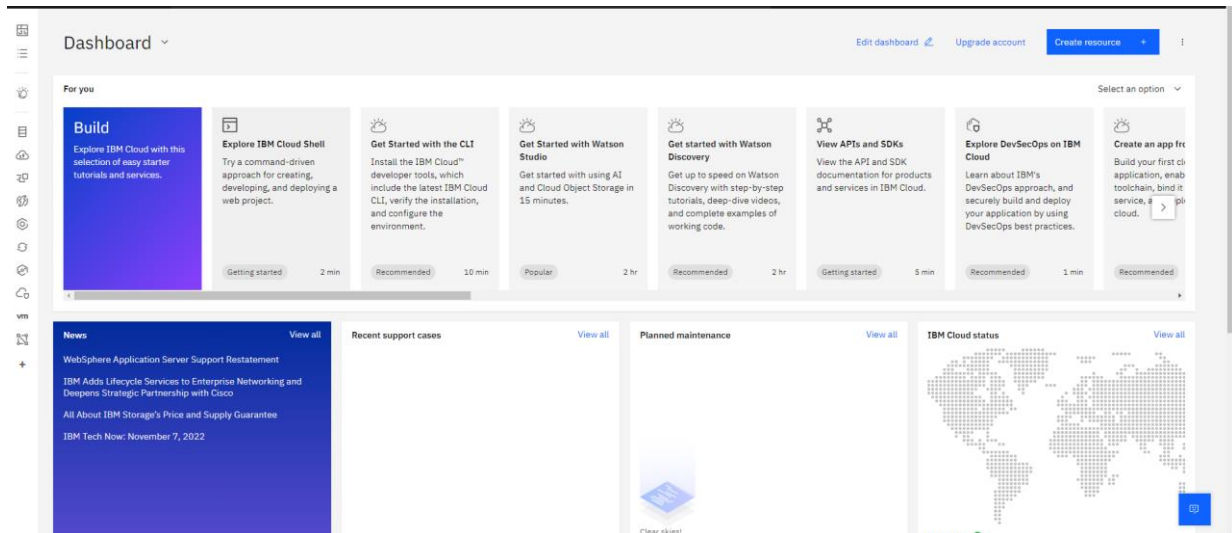 Dashboard
Edit dashboard
Upgrade account
Create resource +
For you
Select an option
Build
Explore IBM Cloud with this
selection of easy starter
tutorials and services.
Explore IBM Cloud Shell
Try a command-driven
approach for creating,
developing, and deploying a
web project.
Getting started
2 min
Get Started with the CLI
Install the IBM Cloud™
developer tools, which
include the latest IBM Cloud
CLI, verify the installation,
and configure the
environment.
Recommended
10 min
Get Started with Watson
Studio
Get started with using AI
and Cloud Object Storage in
15 minutes.
Popular
2 hr
Get started with Watson
Discovery
Get up to speed on Watson
Discovery with step-by-step
tutorials, deep-dive videos,
and complete examples of
working code.
Recommended
2 hr
View APIs and SDKs
View the API and SDK
documentation for products
and services in IBM Cloud.
Getting started
5 min
Explore DevSecOps on IBM
Cloud
Learn about IBM's
DevSecOps approach, and
securely build and deploy
your application by using
DevSecOps best practices.
Recommended
1 min
Create an app
Build your first
application,
toolchain, bind it
service,
cloud.
Recommended
vm
+
News
View all
WebSphere Application Server Support Restatement
IBM Adds Lifecycle Services to Enterprise Networking and
Deepens Strategic Partnership with Cisco
All About IBM Storage's Price and Supply Guarantee
IBM Tech Now: November 7, 2022
Recent support cases
View all
Planned maintenance
View all
Clear skies!
IBM Cloud status
View all